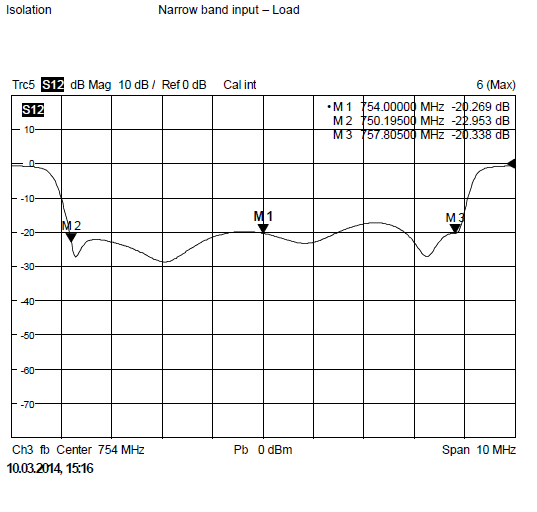 Isolation Narrow band input – Load
Trc5 S12 dB Mag 10 dB / Ref 0 dB Cal int 6 (Max)
S12
•M 1 754.00000 MHz -20.269 dB
M 2 750.19500 MHz -22.953 dB
M 3 757.80500 MHz -20.338 dB
10
0
-10
M 2 M 1 M 3
-20
-30
-40
-50
-60
-70
Ch3 fb Center 754 MHz Pb 0 dBm Span 10 MHz
10.03.2014, 15:16